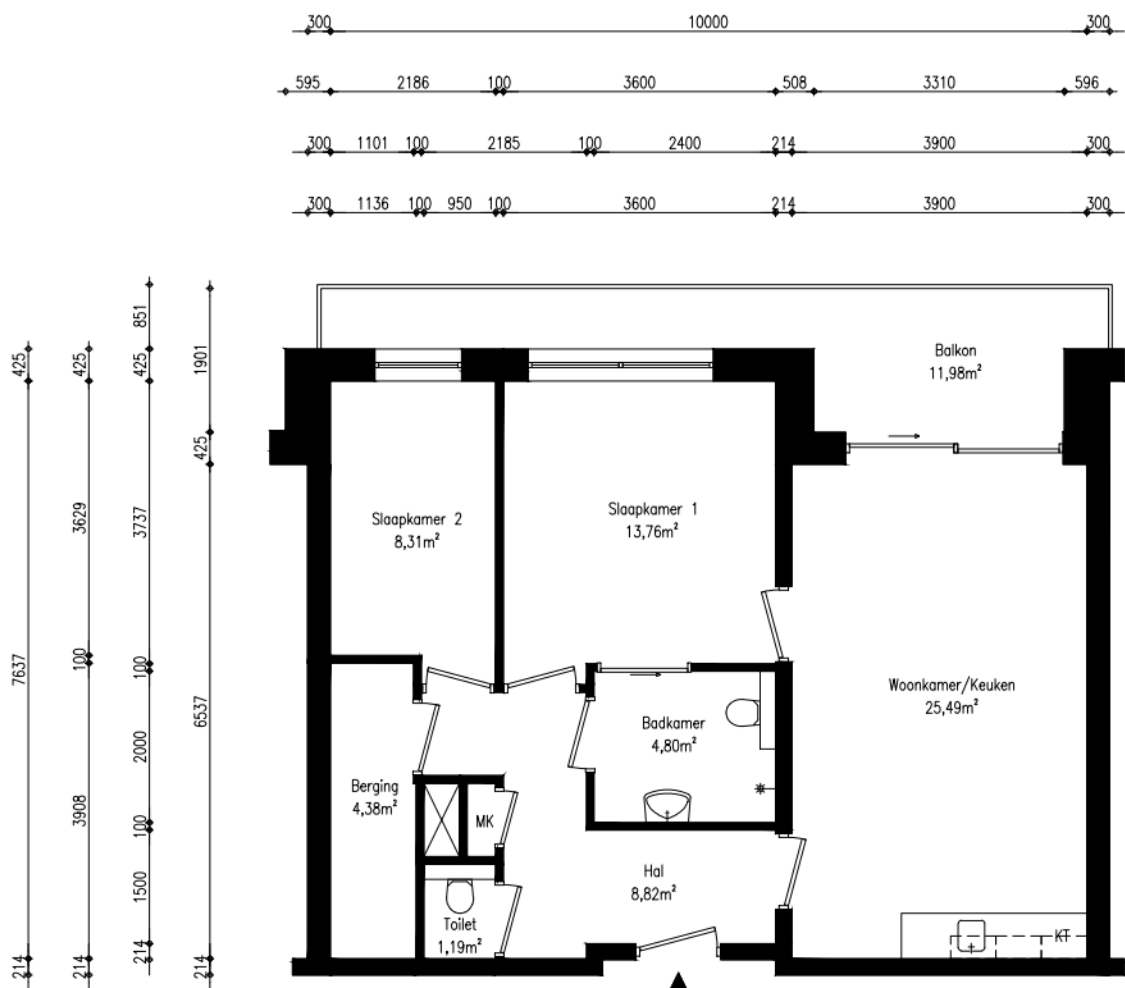 300 10000 300
595 2186 100 3600 508 3310 596
300 1101 100 2185 100 2400 214 3900 300
300 1136 100 950 100 3600 214 3900 300
425
7637
214
425
3629
100
3908
214
851
425
3737
100
2000
100
1500
214
1901
425
6537
214
Balkon
11,98m²
Slaapkamer 2
8,31m²
Slaapkamer 1
13,76m²
Woonkamer/Keuken
25,49m²
Badkamer
4,80m²
Berging
4,38m²
MK
Hal
8,82m²
Toilet
1,19m²
KT